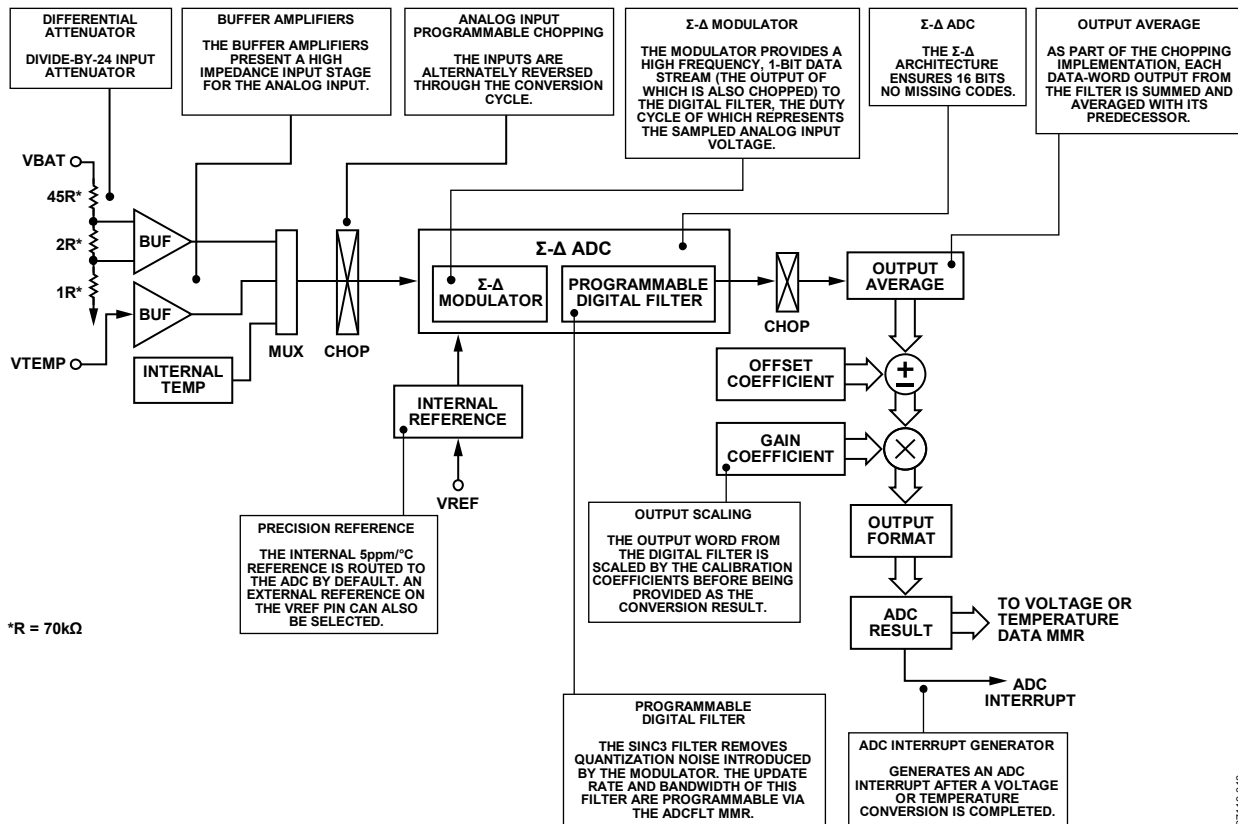 DIFFERENTIAL
ATTENUATOR
DIVIDE-BY-24 INPUT
ATTENUATOR
BUFFER AMPLIFIERS
THE BUFFER AMPLIFIERS
PRESENT A HIGH
IMPEDANCE INPUT STAGE
FOR THE ANALOG INPUT.
ANALOG INPUT
PROGRAMMABLE CHOPPING
THE INPUTS ARE
ALTERNATELY REVERSED
THROUGH THE CONVERSION
CYCLE.
Σ-Δ MODULATOR
THE MODULATOR PROVIDES A
HIGH FREQUENCY, 1-BIT DATA
STREAM (THE OUTPUT OF
WHICH IS ALSO CHOPPED) TO
THE DIGITAL FILTER, THE DUTY
CYCLE OF WHICH REPRESENTS
THE SAMPLED ANALOG INPUT
VOLTAGE.
Σ-Δ ADC
THE Σ-Δ
ARCHITECTURE
ENSURES 16 BITS
NO MISSING CODES.
OUTPUT AVERAGE
AS PART OF THE CHOPPING
IMPLEMENTATION, EACH
DATA-WORD OUTPUT FROM
THE FILTER IS SUMMED AND
AVERAGED WITH ITS
PREDECESSOR.
VBAT
45R*
2R*
1R*
BUF
BUF
VTEMP
INTERNAL
TEMP
MUX
CHOP
Σ-Δ ADC
Σ-Δ
MODULATOR
PROGRAMMABLE
DIGITAL FILTER
CHOP
OUTPUT
AVERAGE
OFFSET
COEFFICIENT
±
GAIN
COEFFICIENT
×
INTERNAL
REFERENCE
VREF
OUTPUT
FORMAT
ADC
RESULT
TO VOLTAGE OR
TEMPERATURE
DATA MMR
ADC
INTERRUPT
PRECISION REFERENCE
THE INTERNAL 5ppm/°C
REFERENCE IS ROUTED TO
THE ADC BY DEFAULT. AN
EXTERNAL REFERENCE ON
THE VREF PIN CAN ALSO
BE SELECTED.
OUTPUT SCALING
THE OUTPUT WORD FROM
THE DIGITAL FILTER IS
SCALED BY THE CALIBRATION
COEFFICIENTS BEFORE BEING
PROVIDED AS THE
CONVERSION RESULT.
*R = 70kΩ
PROGRAMMABLE
DIGITAL FILTER
THE SINC3 FILTER REMOVES
QUANTIZATION NOISE INTRODUCED
BY THE MODULATOR. THE UPDATE
RATE AND BANDWIDTH OF THIS
FILTER ARE PROGRAMMABLE VIA
THE ADCFLT MMR.
ADC INTERRUPT GENERATOR
GENERATES AN ADC
INTERRUPT AFTER A VOLTAGE
OR TEMPERATURE
CONVERSION IS COMPLETED.